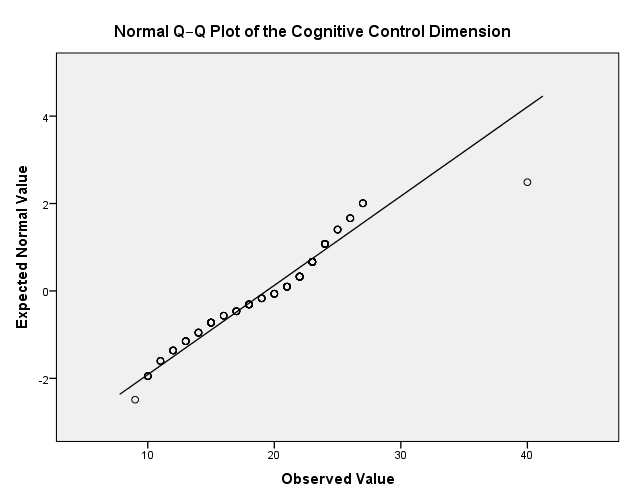 Normal Q-Q Plot of the Cognitive Control Dimension
4
2
0
-2
Expected Normal Value
10
20
30
40
Observed Value